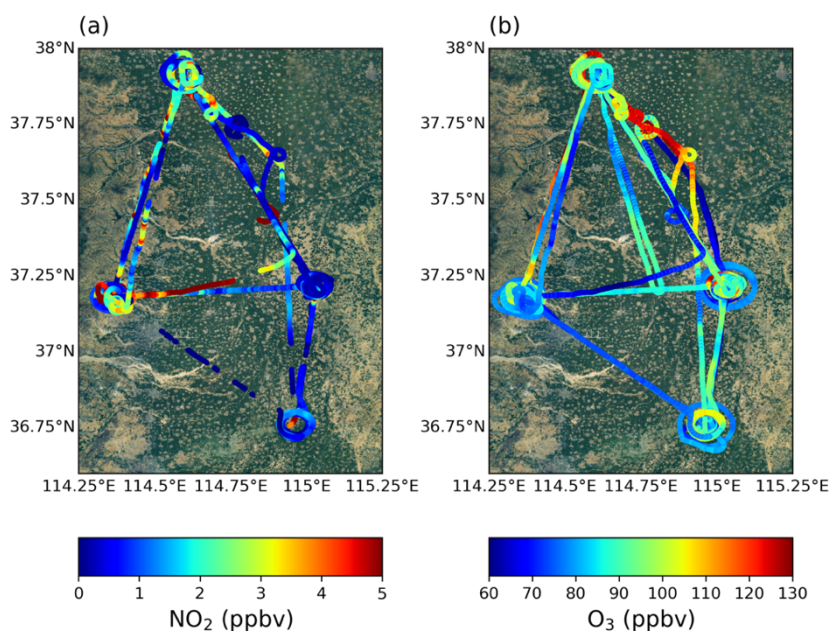 (a) (b)
38°N 38°N
37.75°N 37.75°N
37.5°N 37.5°N
37.25°N 37.25°N
37°N 37°N
36.75°N 36.75°N
114.25°E 114.5°E 114.75°E 115°E 115.25°E 114.25°E 114.5°E 114.75°E 115°E 115.25°E
0 1 2 3 4 5 60 70 80 90 100 110 120 130
NO₂ (ppbv) O₃ (ppbv)